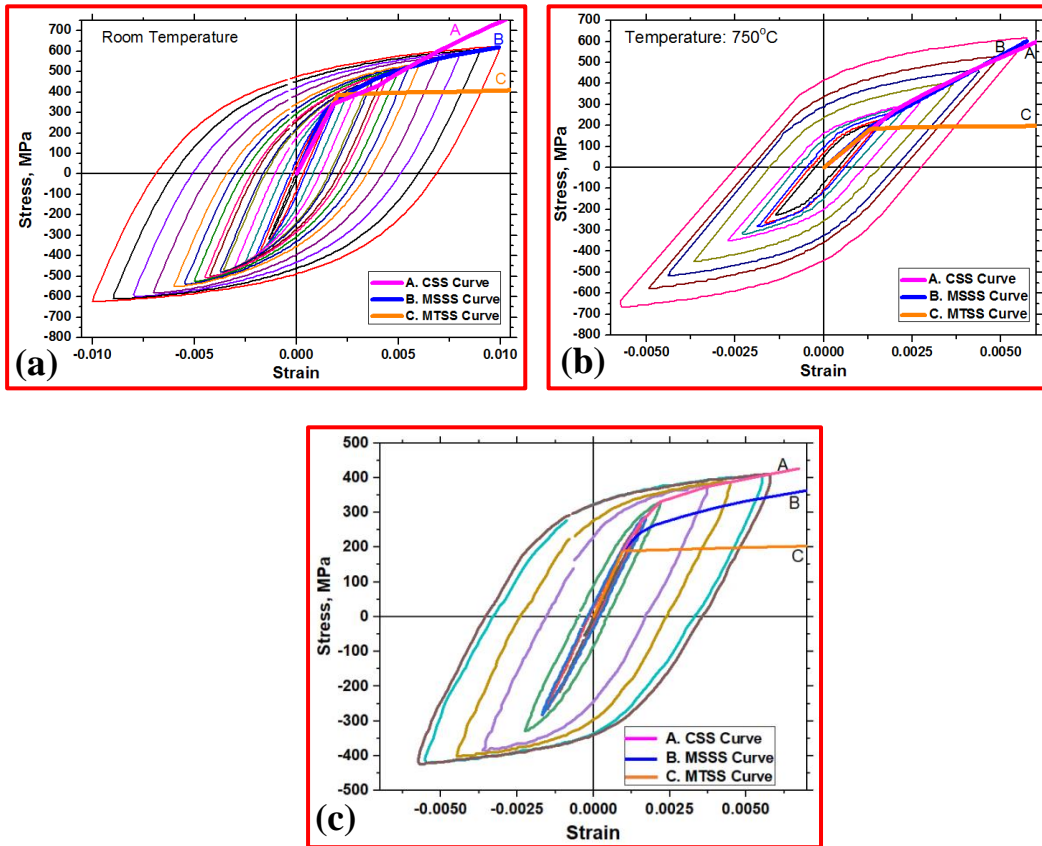 Room Temperature
A
B
C
Stress, MPa
700
600
500
400
300
200
100
0
-100
-200
-300
-400
-500
-600
-700
-800
A. CSS Curve
B. MSSS Curve
C. MTSS Curve
-0.010
-0.005
0.000
0.005
0.010
Strain
(a)
Temperature: 750°C
B
A
C
Stress, MPa
700
600
500
400
300
200
100
0
-100
-200
-300
-400
-500
-600
-700
-800
A. CSS Curve
B. MSSS Curve
C. MTSS Curve
-0.0050
-0.0025
0.0000
0.0025
0.0050
Strain
(b)
A
B
C
Stress, MPa
500
400
300
200
100
0
-100
-200
-300
-400
-500
A. CSS Curve
B. MSSS Curve
C. MTSS Curve
-0.0050
-0.0025
0.0000
0.0025
0.0050
Strain
(c)